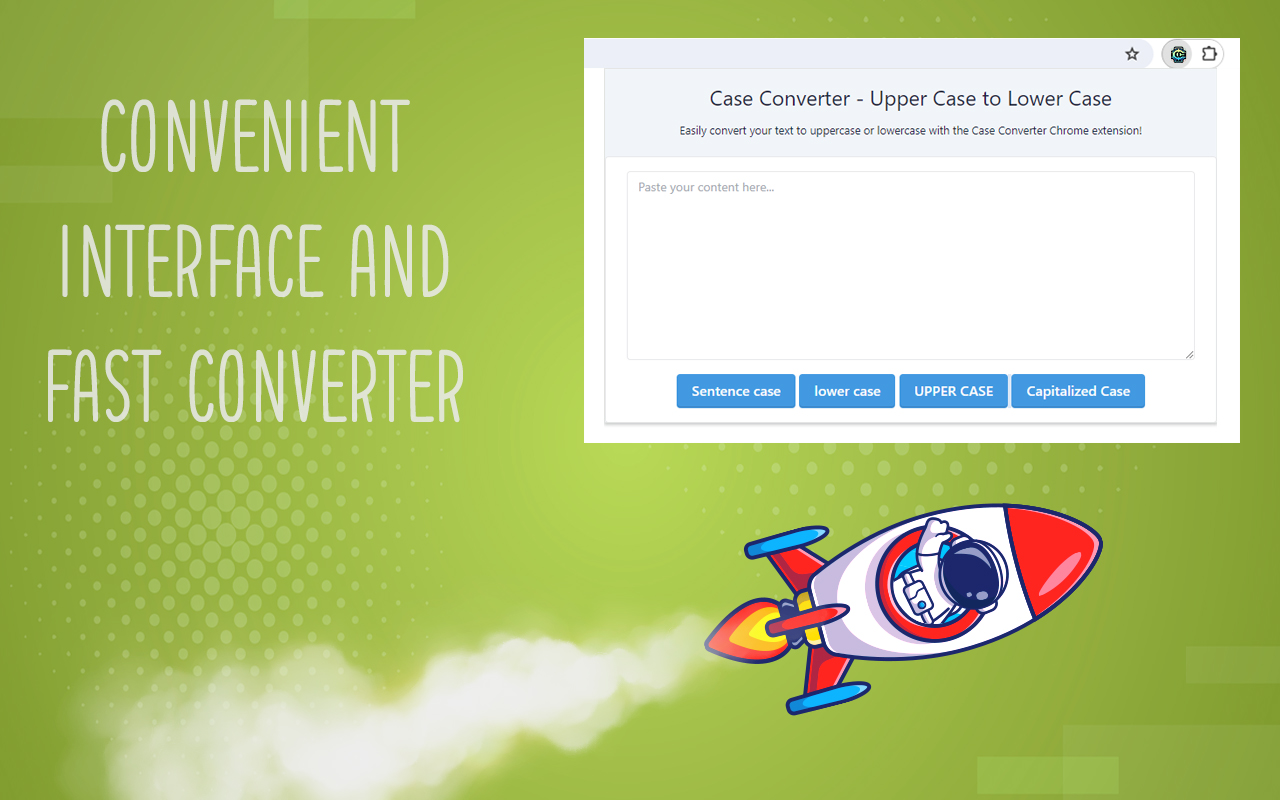 CONVENIENT
INTERFACE AND
FAST CONVERTER
Case Converter - Upper Case to Lower Case
Easily convert your text to uppercase or lowercase with the Case Converter Chrome extension!
Paste your content here...
Sentence case lower case UPPER CASE Capitalized Case